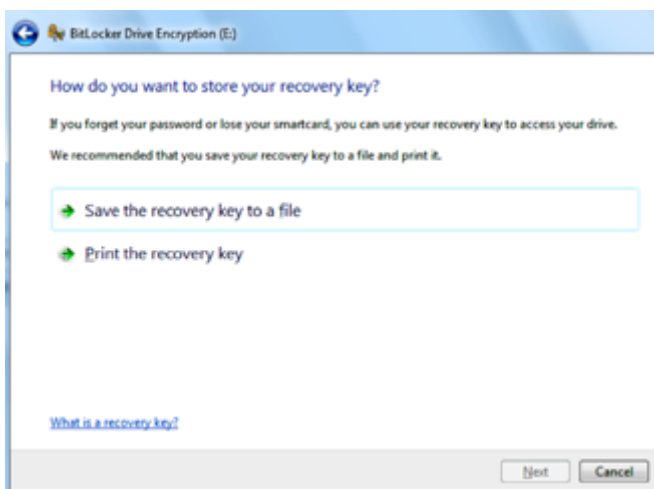 BitLocker Drive Encryption (E:)
How do you want to store your recovery key?
If you forget your password or lose your smartcard, you can use your recovery key to access your drive.
We recommended that you save your recovery key to a file and print it.
Save the recovery key to a file
Print the recovery key
What is a recovery key?
Next Cancel